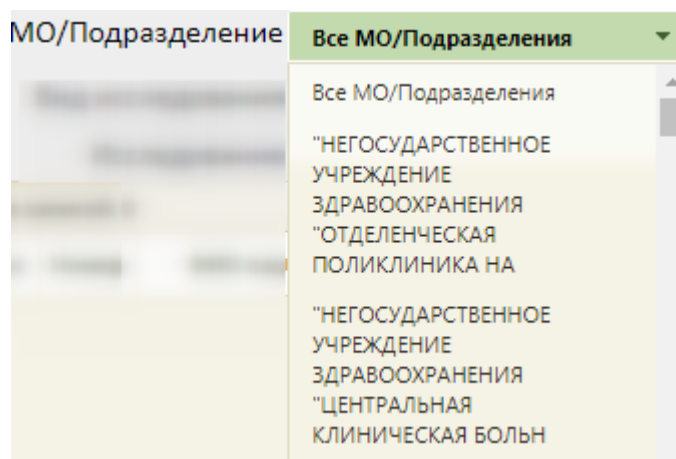 МО/Подразделение
Все МО/Подразделения
Все МО/Подразделения
"НЕГОСУДАРСТВЕННОЕ
УЧРЕЖДЕНИЕ
ЗДРАВООХРАНЕНИЯ
"ОТДЕЛЕНЧЕСКАЯ
ПОЛИКЛИНИКА НА
"НЕГОСУДАРСТВЕННОЕ
УЧРЕЖДЕНИЕ
ЗДРАВООХРАНЕНИЯ
"ЦЕНТРАЛЬНАЯ
КЛИНИЧЕСКАЯ БОЛЬН